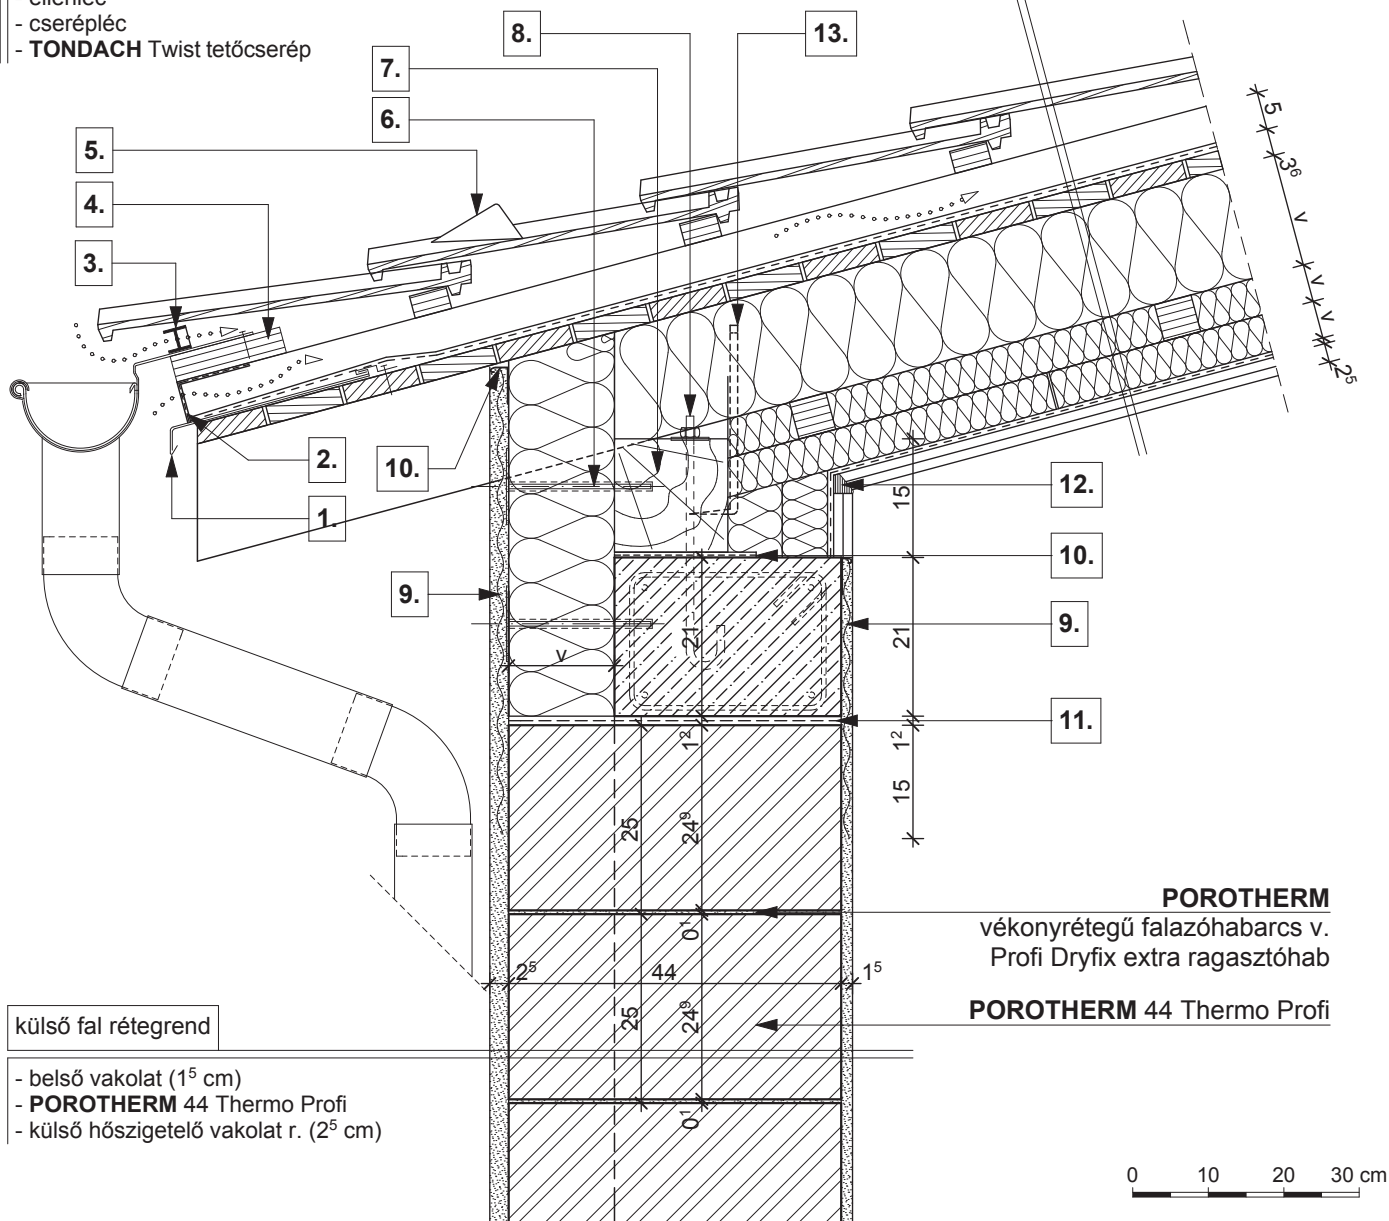 - cserépléc
- TONDACH Twist tetőcserép
8.
13.
7.
6.
5.
4.
3.
5
3⁶
v
v
v
2⁵
2.
10.
1.
12.
15
10.
9.
9.
21
21
v
11.
1²
1²
15
25
24⁹
POROTHERM
vékonyrétegű falazóhabarcs v.
Profi Dryfix extra ragasztóhab
0¹
2⁵
44
1⁵
POROTHERM 44 Thermo Profi
25
24⁹
külső fal rétegrend
- belső vakolat (1⁵ cm)
- POROTHERM 44 Thermo Profi
- külső hőszigetelő vakolat r. (2⁵ cm)
0¹
0 10 20 30 cm